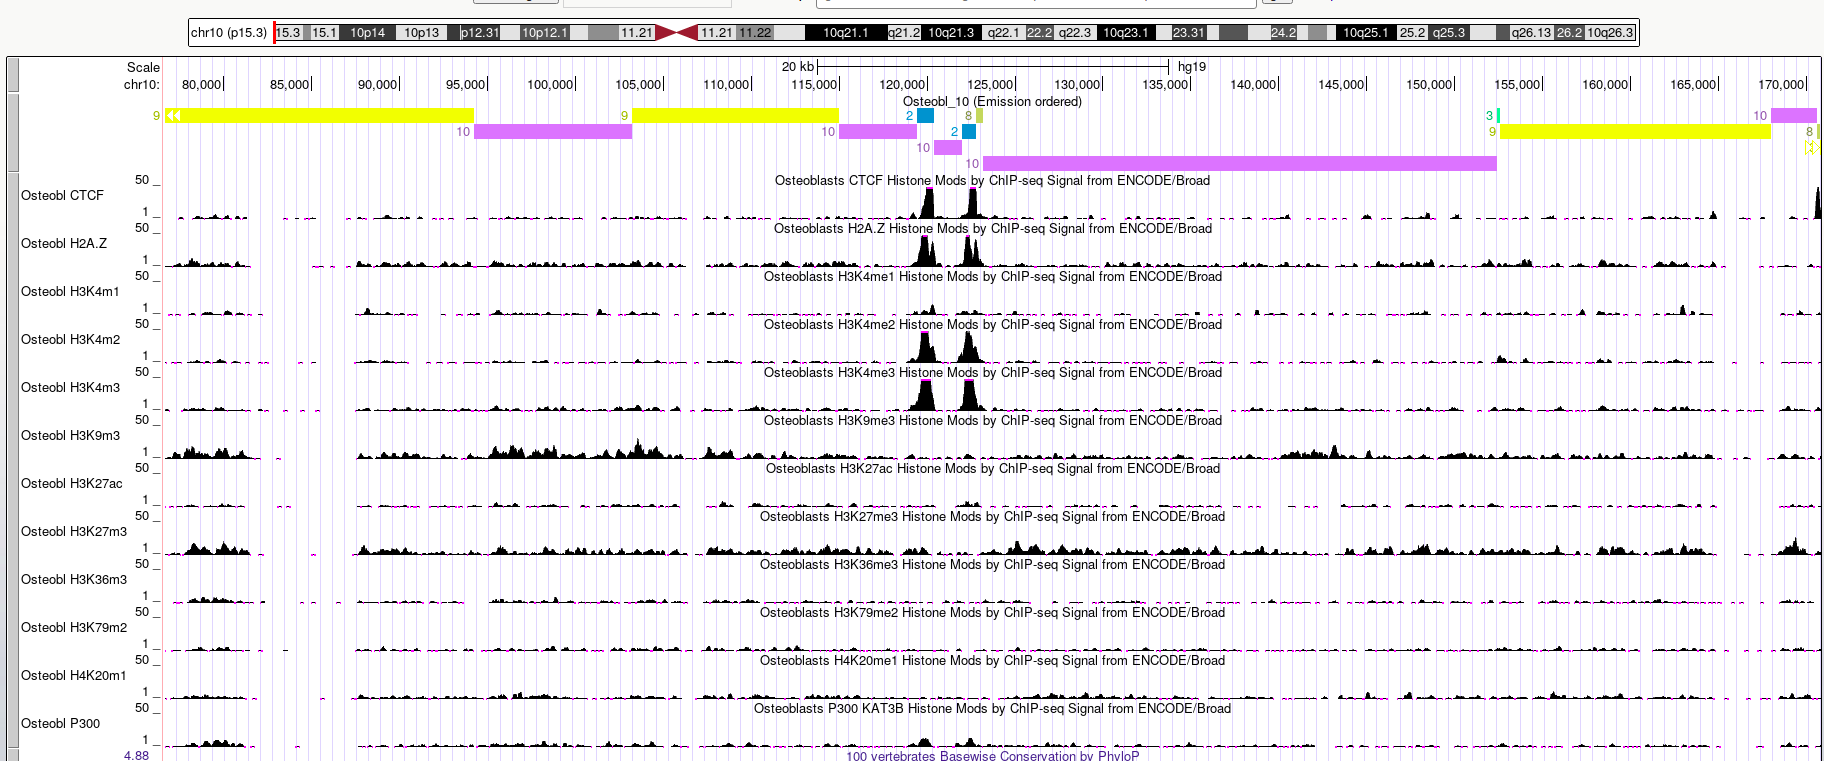 chr10 (p15.3) 15.3 15.1 10p14 10p13 p12.31 10p12.1 11.21 11.21 11.22 10q21.1 q21.2 10q21.3 q22.1 22.2 q22.3 10q23.1 23.31 24.2 10q25.1 25.2 q25.3 q26.13 26.2 10q26.3
Scale 20 kb hg19
chr10: 80,000 85,000 90,000 95,000 100,000 105,000 110,000 115,000 120,000 125,000 130,000 135,000 140,000 145,000 150,000 155,000 160,000 165,000 170,000
Osteobl_10 (Emission ordered)
9 9 2 8 3 10
10 10 2 9 8
10
10
50 Osteoblasts CTCF Histone Mods by ChIP-seq Signal from ENCODE/Broad
Osteobl CTCF
1
50 Osteoblasts H2A.Z Histone Mods by ChIP-seq Signal from ENCODE/Broad
Osteobl H2A.Z
1
50 Osteoblasts H3K4me1 Histone Mods by ChIP-seq Signal from ENCODE/Broad
Osteobl H3K4m1
1
50 Osteoblasts H3K4me2 Histone Mods by ChIP-seq Signal from ENCODE/Broad
Osteobl H3K4m2
1
50 Osteoblasts H3K4me3 Histone Mods by ChIP-seq Signal from ENCODE/Broad
Osteobl H3K4m3
1
50 Osteoblasts H3K9me3 Histone Mods by ChIP-seq Signal from ENCODE/Broad
Osteobl H3K9m3
1
50 Osteoblasts H3K27ac Histone Mods by ChIP-seq Signal from ENCODE/Broad
Osteobl H3K27ac
1
50 Osteoblasts H3K27me3 Histone Mods by ChIP-seq Signal from ENCODE/Broad
Osteobl H3K27m3
1
50 Osteoblasts H3K36me3 Histone Mods by ChIP-seq Signal from ENCODE/Broad
Osteobl H3K36m3
1
50 Osteoblasts H3K79me2 Histone Mods by ChIP-seq Signal from ENCODE/Broad
Osteobl H3K79m2
1
50 Osteoblasts H4K20me1 Histone Mods by ChIP-seq Signal from ENCODE/Broad
Osteobl H4K20m1
1
50 Osteoblasts P300 KAT3B Histone Mods by ChIP-seq Signal from ENCODE/Broad
Osteobl P300
1
4.88 100 vertebrates Basewise Conservation by PhyloP